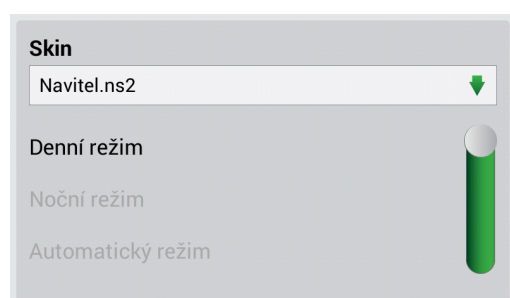 Skin
Navitel.ns2
Denní režim
Noční režim
Automatický režim